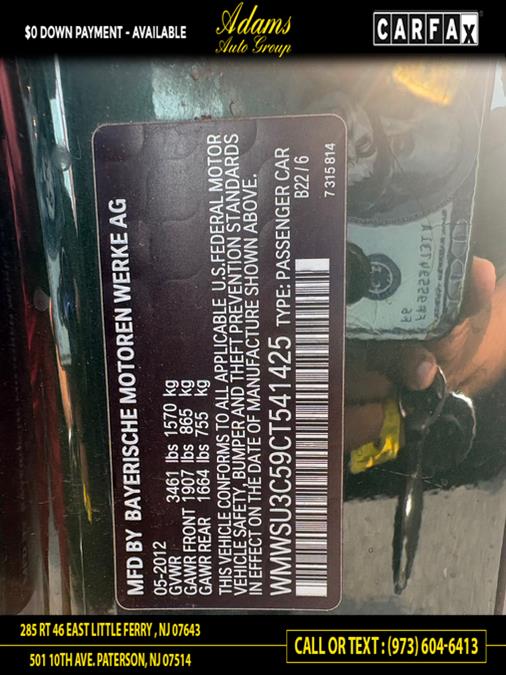 $0 DOWN PAYMENT - AVAILABLE
Adams
Auto Group
CARFAX
MFD BY BAYERISCHE MOTOREN WERKE AG
05-2012
GVWR 3461 lbs 1570 kg
GAWR FRONT 1907 lbs 865 kg
GAWR REAR 1664 lbs 755 kg
THIS VEHICLE CONFORMS TO ALL APPLICABLE U.S.FEDERAL MOTOR
VEHICLE SAFETY, BUMPER AND THEFT PREVENTION STANDARDS
IN EFFECT ON THE DATE OF MANUFACTURE SHOWN ABOVE.
WMWSU3C59CT541425 TYPE: PASSENGER CAR
B22/6
7315814
285 RT 46 EAST LITTLE FERRY , NJ 07643
501 10TH AVE. PATERSON, NJ 07514
CALL OR TEXT : (973) 604-6413